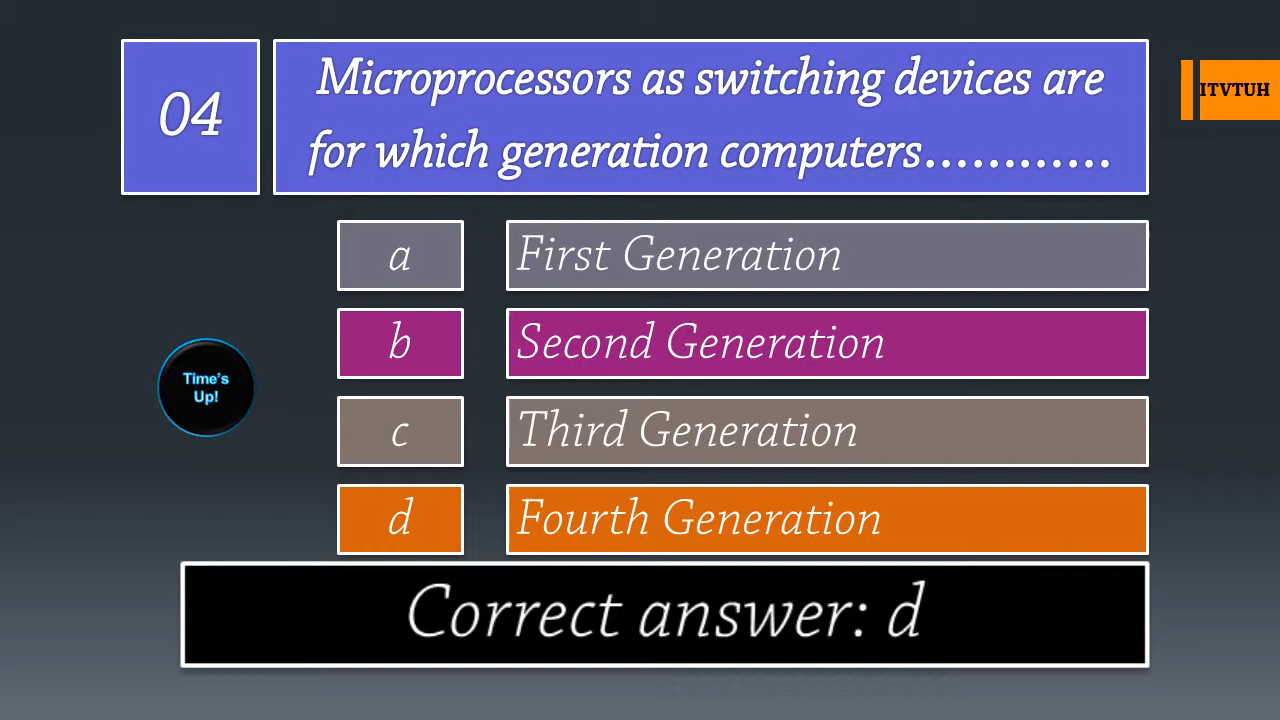 04
Microprocessors as switching devices are
for which generation computers............
ITVTUH
a
First Generation
b
Second Generation
Time's
Up!
c
Third Generation
d
Fourth Generation
Correct answer: d